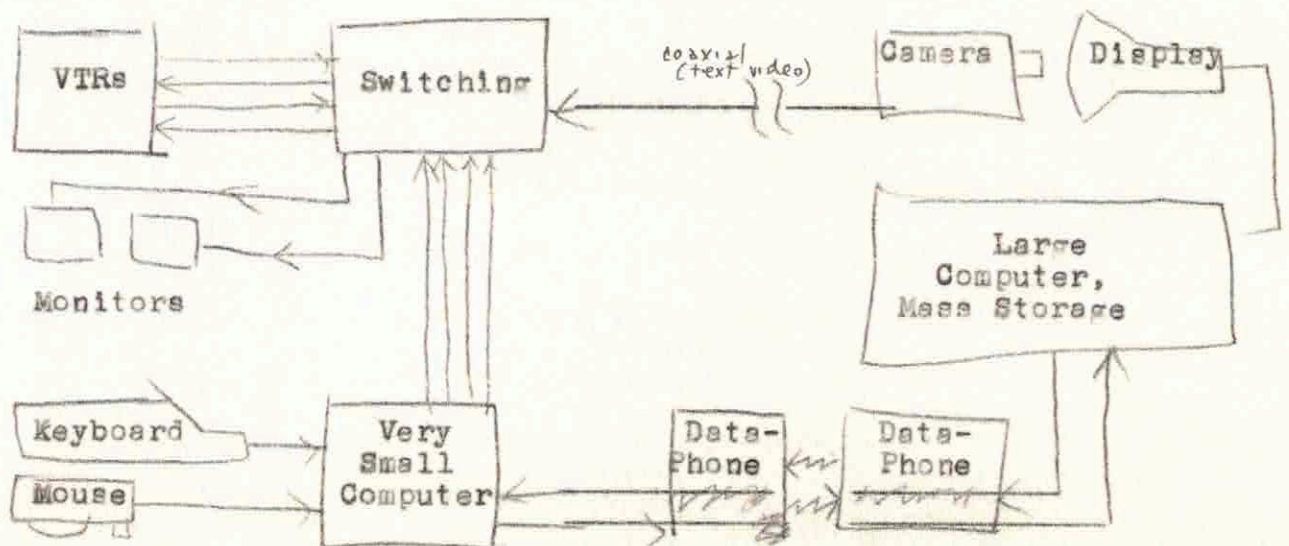 VTRs
Switching
coaxial
(text video)
Camera
Display
Monitors
Large
Computer,
Mass Storage
Keyboard
Mouse
Very
Small
Computer
Data-
Phone
Data-
Phone